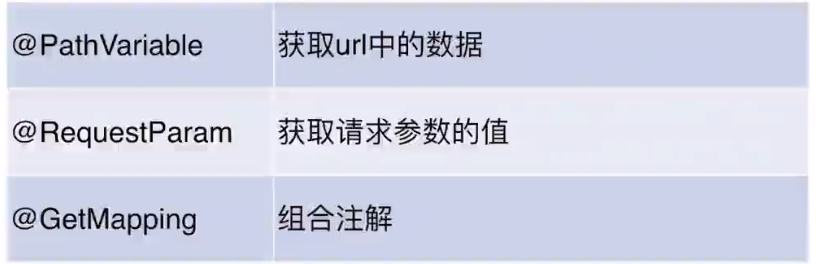 @PathVariable 获取url中的数据
@RequestParam 获取请求参数的值
@GetMapping 组合注解